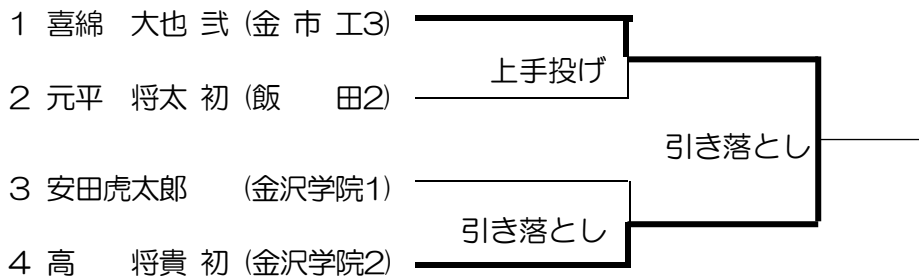 1 喜綿 大也 弐 (金 市 工3)
上手投げ
2 元平 将太 初 (飯 田2)
引き落とし
3 安田虎太郎 (金沢学院1)
引き落とし
4 高 将貴 初 (金沢学院2)